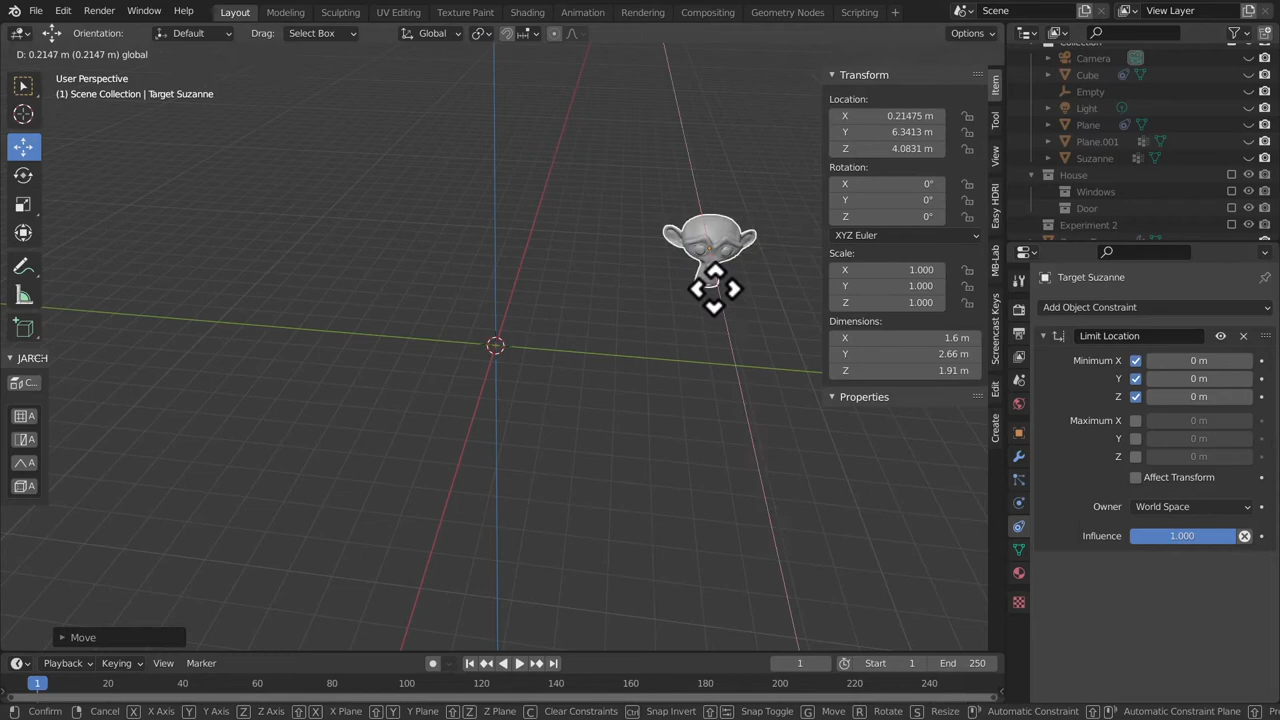 File Edit Render Window Help Layout Modeling Sculpting UV Editing Texture Paint Shading Animation Rendering Compositing Geometry Nodes Scripting + Scene View Layer
Orientation: Default Drag: Select Box Global Options
D: 0.2147 m (0.2147 m) global
User Perspective
(1) Scene Collection | Target Suzanne
Transform
Location:
X 0.21475 m
Y 6.3413 m
Z 4.0831 m
Rotation:
X 0°
Y 0°
Z 0°
XYZ Euler
Scale:
X 1.000
Y 1.000
Z 1.000
Dimensions:
X 1.6 m
Y 2.66 m
Z 1.91 m
Properties
Item
Tool
View
Easy HDRI
MB-Lab
Screencast Keys
Edit
Create
Collection
Camera
Cube
Empty
Light
Plane
Plane.001
Suzanne
House
Windows
Door
Experiment 2
Target Suzanne
Add Object Constraint
Limit Location
Minimum X 0 m
Y 0 m
Z 0 m
Maximum X 0 m
Y 0 m
Z 0 m
Affect Transform
Owner World Space
Influence 1.000
JARCH
C...
A
A
A
A
Move
Playback Keying View Marker 1 Start 1 End 250
1 20 40 60 80 100 120 140 160 180 200 220 240
Confirm Cancel X X Axis Y Y Axis Z Z Axis X X Plane Y Y Plane Z Z Plane C Clear Constraints Ctrl Snap Invert Snap Toggle G Move R Rotate S Resize Automatic Constraint Automatic Constraint Plane